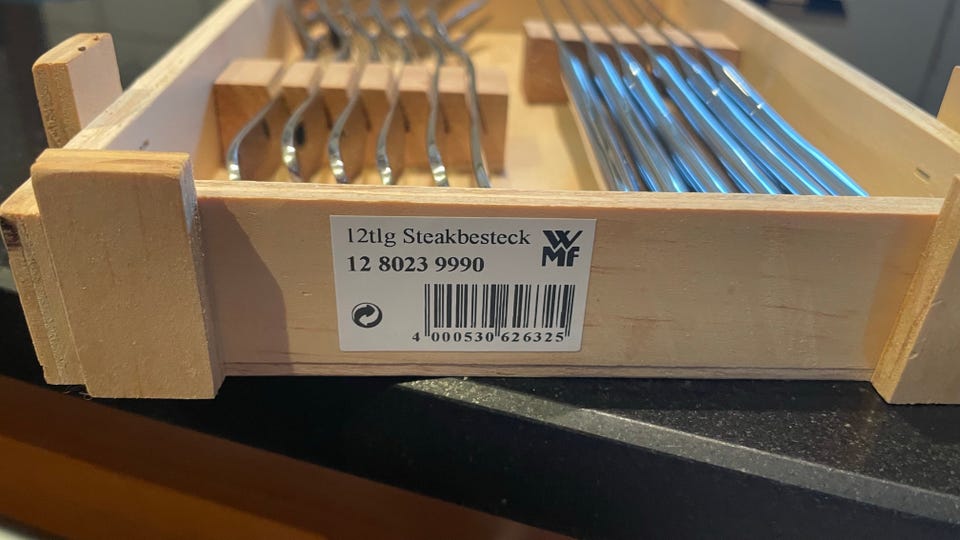 12tlg Steakbesteck
WMF
12 8023 9990
4 000530 626325